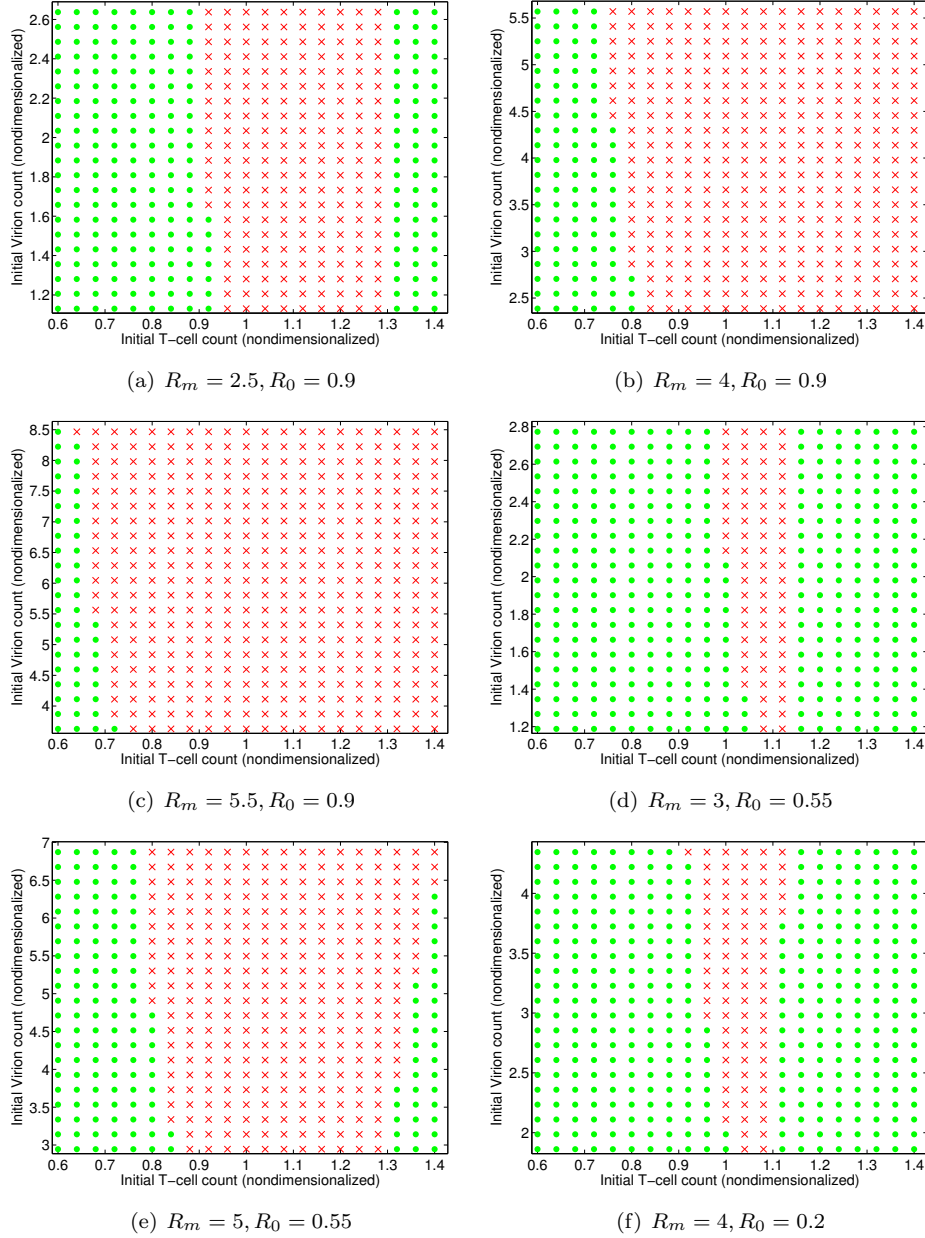 Initial Virion count (nondimensionalized)
2.6
2.4
2.2
2
1.8
1.6
1.4
1.2
0.6 0.7 0.8 0.9 1 1.1 1.2 1.3 1.4
Initial T−cell count (nondimensionalized)
(a) R_m = 2.5, R_0 = 0.9
Initial Virion count (nondimensionalized)
5.5
5
4.5
4
3.5
3
2.5
0.6 0.7 0.8 0.9 1 1.1 1.2 1.3 1.4
Initial T−cell count (nondimensionalized)
(b) R_m = 4, R_0 = 0.9
Initial Virion count (nondimensionalized)
8.5
8
7.5
7
6.5
6
5.5
5
4.5
4
0.6 0.7 0.8 0.9 1 1.1 1.2 1.3 1.4
Initial T−cell count (nondimensionalized)
(c) R_m = 5.5, R_0 = 0.9
Initial Virion count (nondimensionalized)
2.8
2.6
2.4
2.2
2
1.8
1.6
1.4
1.2
0.6 0.7 0.8 0.9 1 1.1 1.2 1.3 1.4
Initial T−cell count (nondimensionalized)
(d) R_m = 3, R_0 = 0.55
Initial Virion count (nondimensionalized)
7
6.5
6
5.5
5
4.5
4
3.5
3
0.6 0.7 0.8 0.9 1 1.1 1.2 1.3 1.4
Initial T−cell count (nondimensionalized)
(e) R_m = 5, R_0 = 0.55
Initial Virion count (nondimensionalized)
4
3.5
3
2.5
2
0.6 0.7 0.8 0.9 1 1.1 1.2 1.3 1.4
Initial T−cell count (nondimensionalized)
(f) R_m = 4, R_0 = 0.2